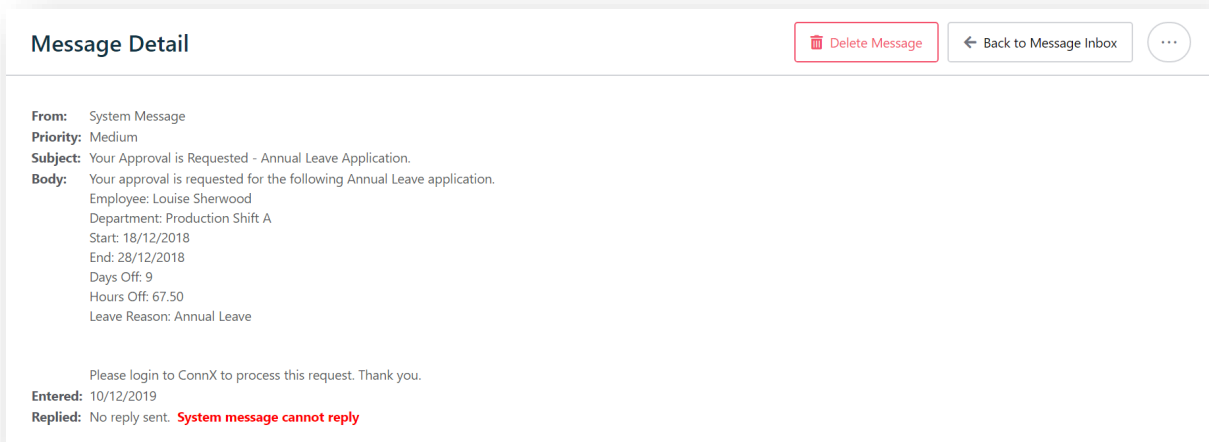 Message Detail
Delete Message
Back to Message Inbox
From: System Message
Priority: Medium
Subject: Your Approval is Requested - Annual Leave Application.
Body: Your approval is requested for the following Annual Leave application.
Employee: Louise Sherwood
Department: Production Shift A
Start: 18/12/2018
End: 28/12/2018
Days Off: 9
Hours Off: 67.50
Leave Reason: Annual Leave
Please login to ConnX to process this request. Thank you.
Entered: 10/12/2019
Replied: No reply sent. System message cannot reply